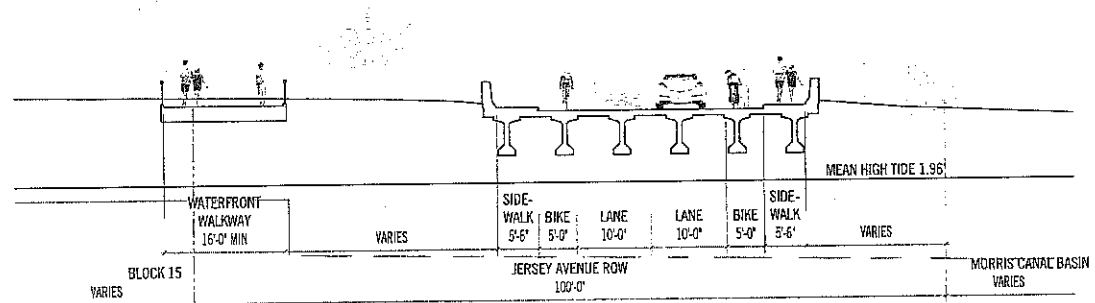 MEAN HIGH TIDE 1.96'
WATERFRONT
WALKWAY
16'-0" MIN
VARIES
SIDE-
WALK
5'-6"
BIKE
5'-0"
LANE
10'-0"
LANE
10'-0"
BIKE
5'-0"
SIDE-
WALK
5'-6"
VARIES
BLOCK 15
VARIES
JERSEY AVENUE ROW
100'-0"
MORRIS CANAL BASIN
VARIES